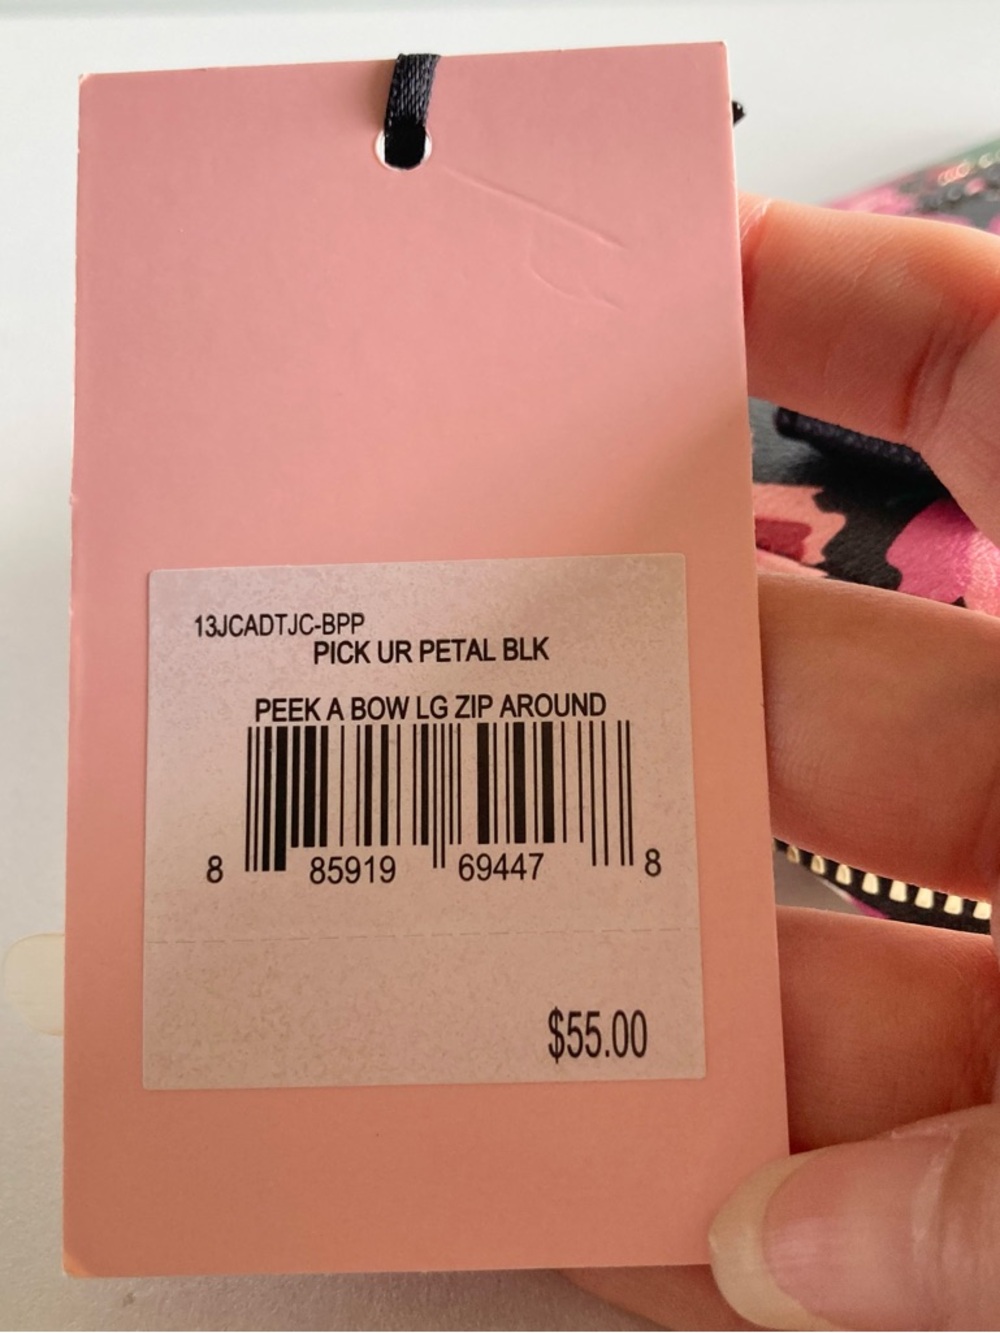 13JCADTJC-BPP
PICK UR PETAL BLK
PEEK A BOW LG ZIP AROUND
8 85919 69447 8
$55.00